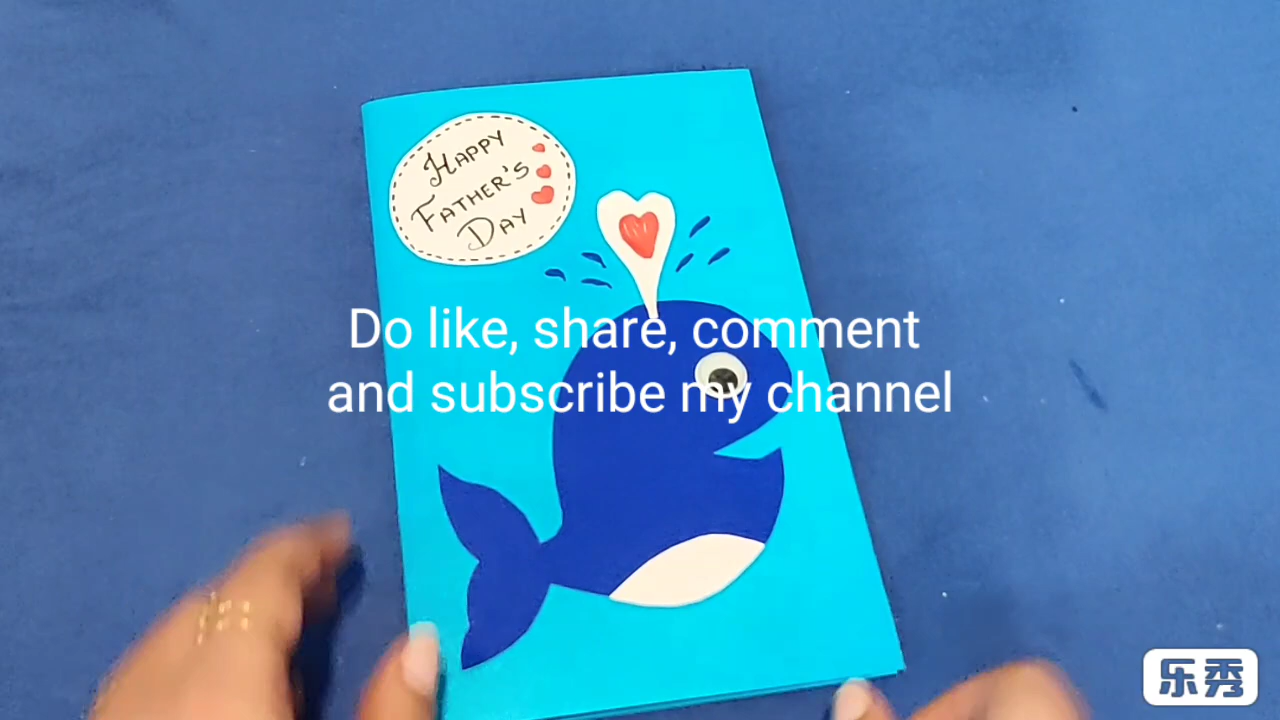 HAPPY
FATHER'S
DAY
Do like, share, comment
and subscribe my channel
乐秀